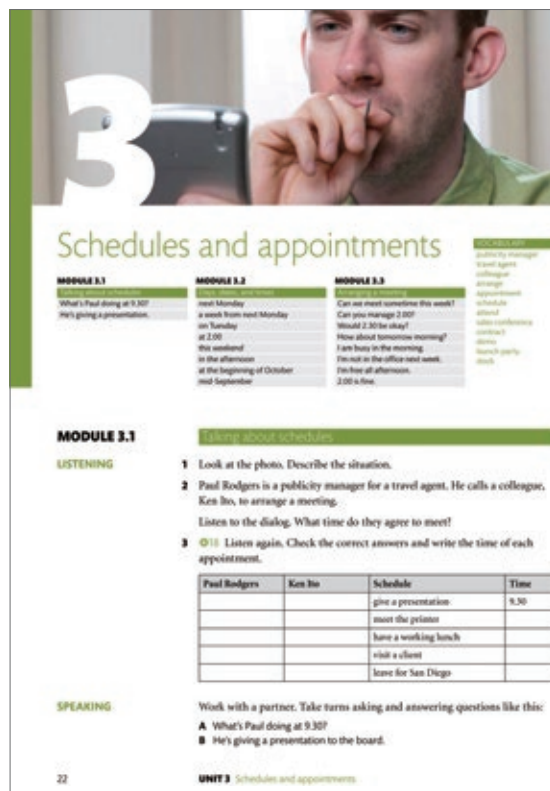 3
Schedules and appointments
VOCABULARY
publicity manager
travel agent
colleague
arrange
appointment
schedule
attend
sales conference
contract
demo
launch party
stock
MODULE 3.1
Talking about schedules
What's Paul doing at 9.30?
He's giving a presentation.
MODULE 3.2
Days, dates, and times
next Monday
a week from next Monday
on Tuesday
at 2.00
this weekend
in the afternoon
at the beginning of October
mid-September
MODULE 3.3
Arranging a meeting
Can we meet sometime this week?
Can you manage 2.00?
Would 2.30 be okay?
How about tomorrow morning?
I am busy in the morning.
I'm not in the office next week.
I'm free all afternoon.
2.00 is fine.
MODULE 3.1
Talking about schedules
LISTENING
1 Look at the photo. Describe the situation.
2 Paul Rodgers is a publicity manager for a travel agent. He calls a colleague,
Ken Ito, to arrange a meeting.
Listen to the dialog. What time do they agree to meet?
3 18 Listen again. Check the correct answers and write the time of each
appointment.
Paul Rodgers Ken Ito Schedule Time
give a presentation 9.30
meet the printer
have a working lunch
visit a client
leave for San Diego
SPEAKING
Work with a partner. Take turns asking and answering questions like this:
A What's Paul doing at 9.30?
B He's giving a presentation to the board.
22 UNIT 3 Schedules and appointments